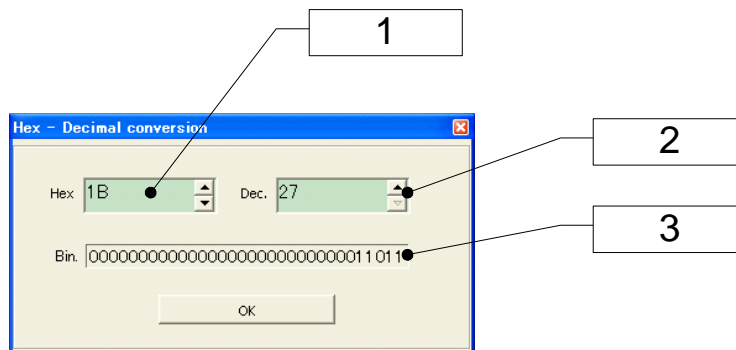 1
Hex - Decimal conversion
2
Hex 1B Dec. 27
3
Bin. 00000000000000000000000000011011
OK